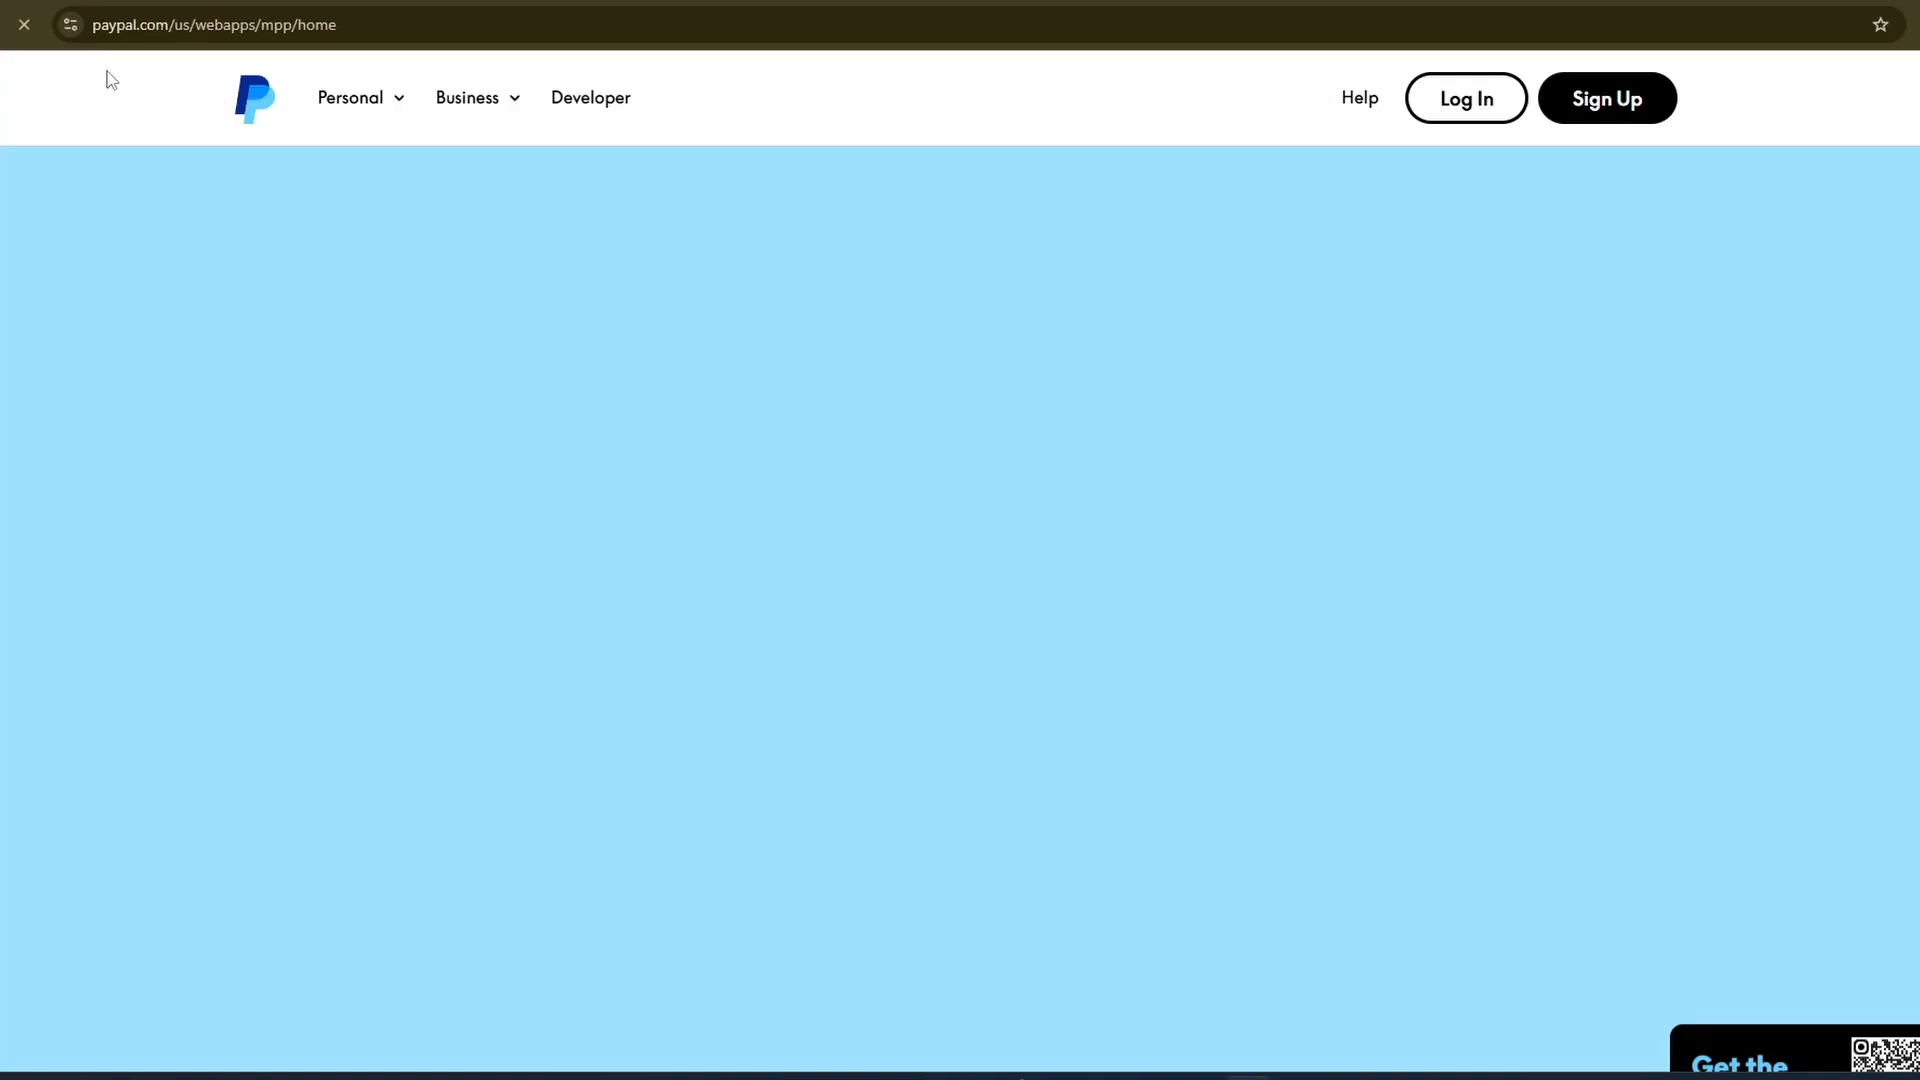 paypal.com/us/webapps/mpp/home
Personal Business Developer Help Log In Sign Up
Get the